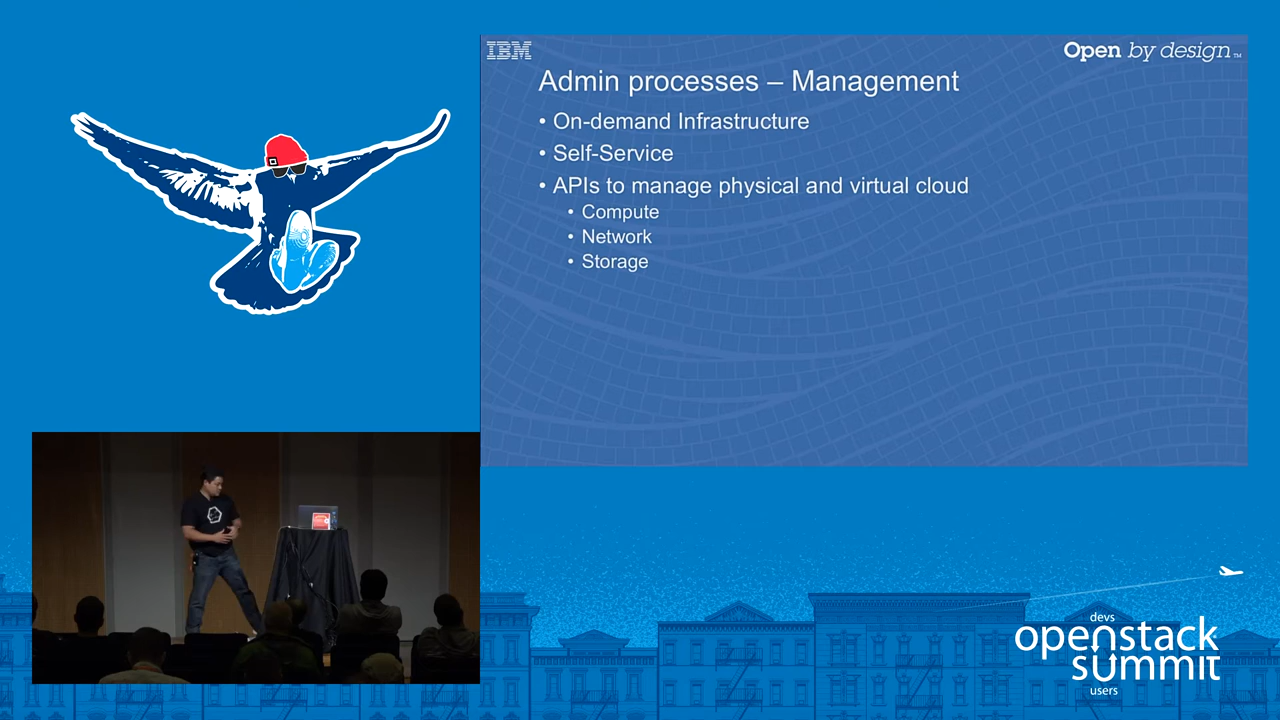 IBM
Open by design™
Admin processes – Management
• On-demand Infrastructure
• Self-Service
• APIs to manage physical and virtual cloud
• Compute
• Network
• Storage
devs
openstack
summit
users